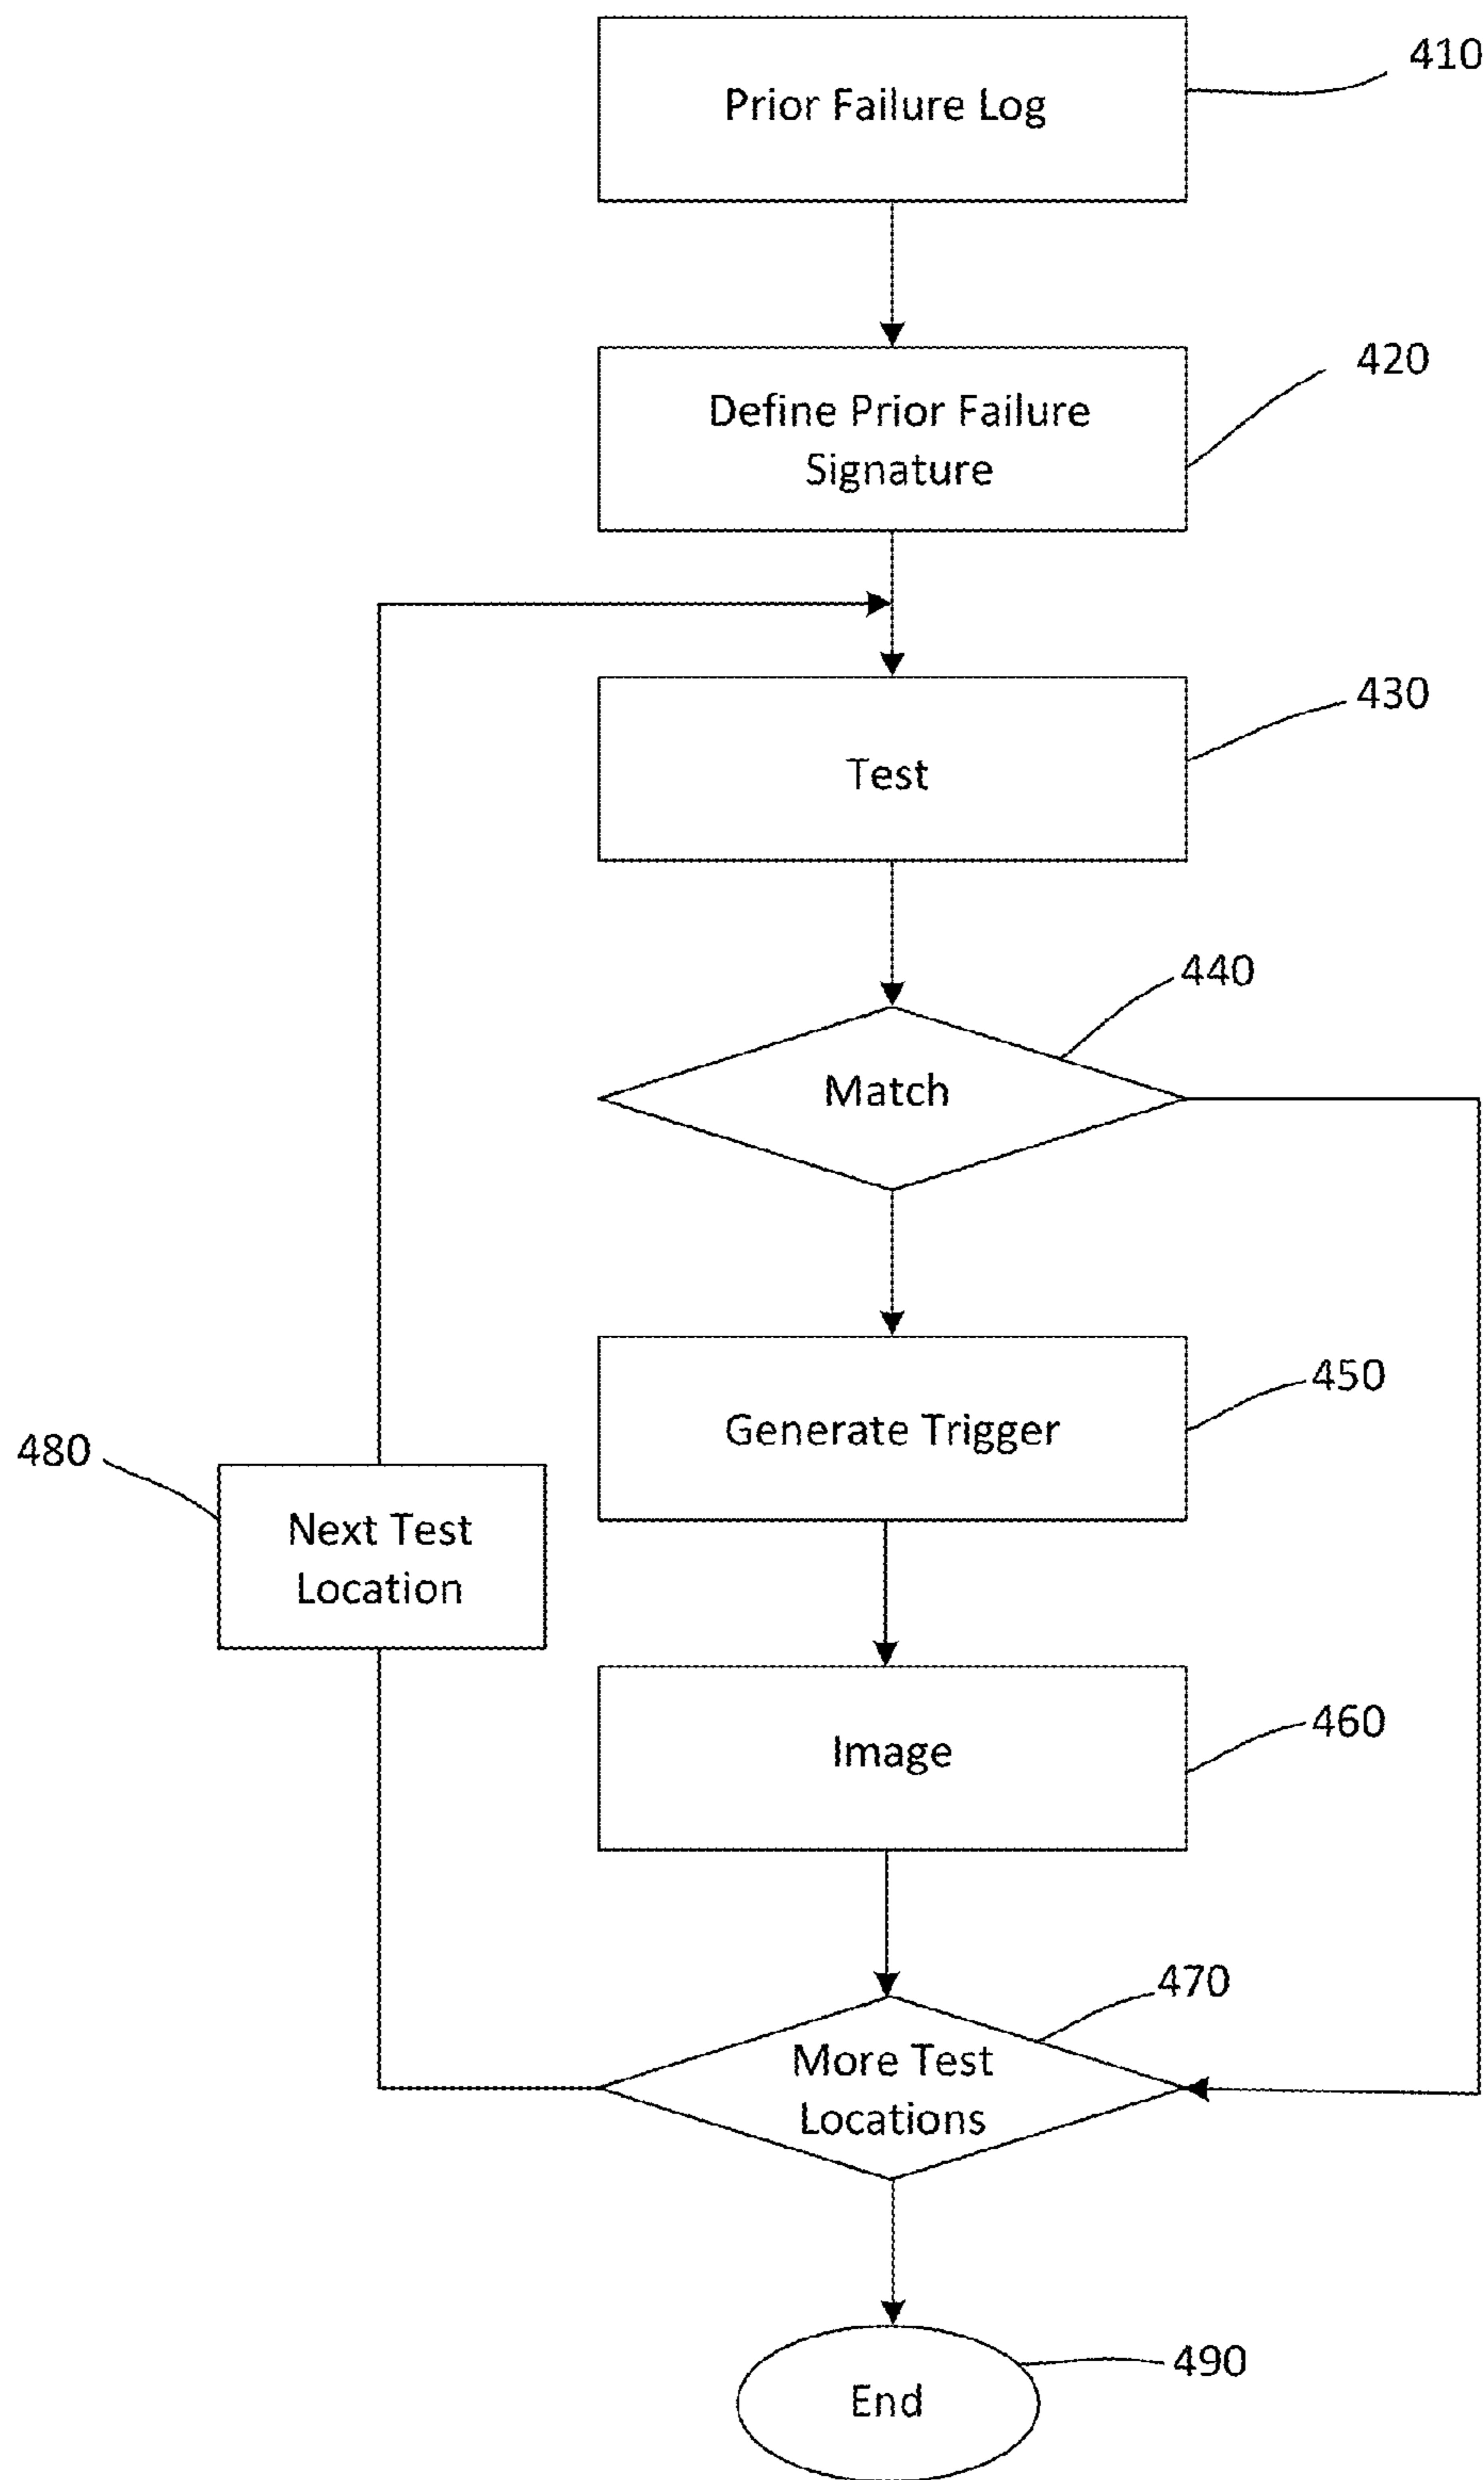 410
Prior Failure Log
420
Define Prior Failure
Signature
430
Test
440
Match
450
Generate Trigger
480
Next Test
Location
460
Image
470
More Test
Locations
490
End